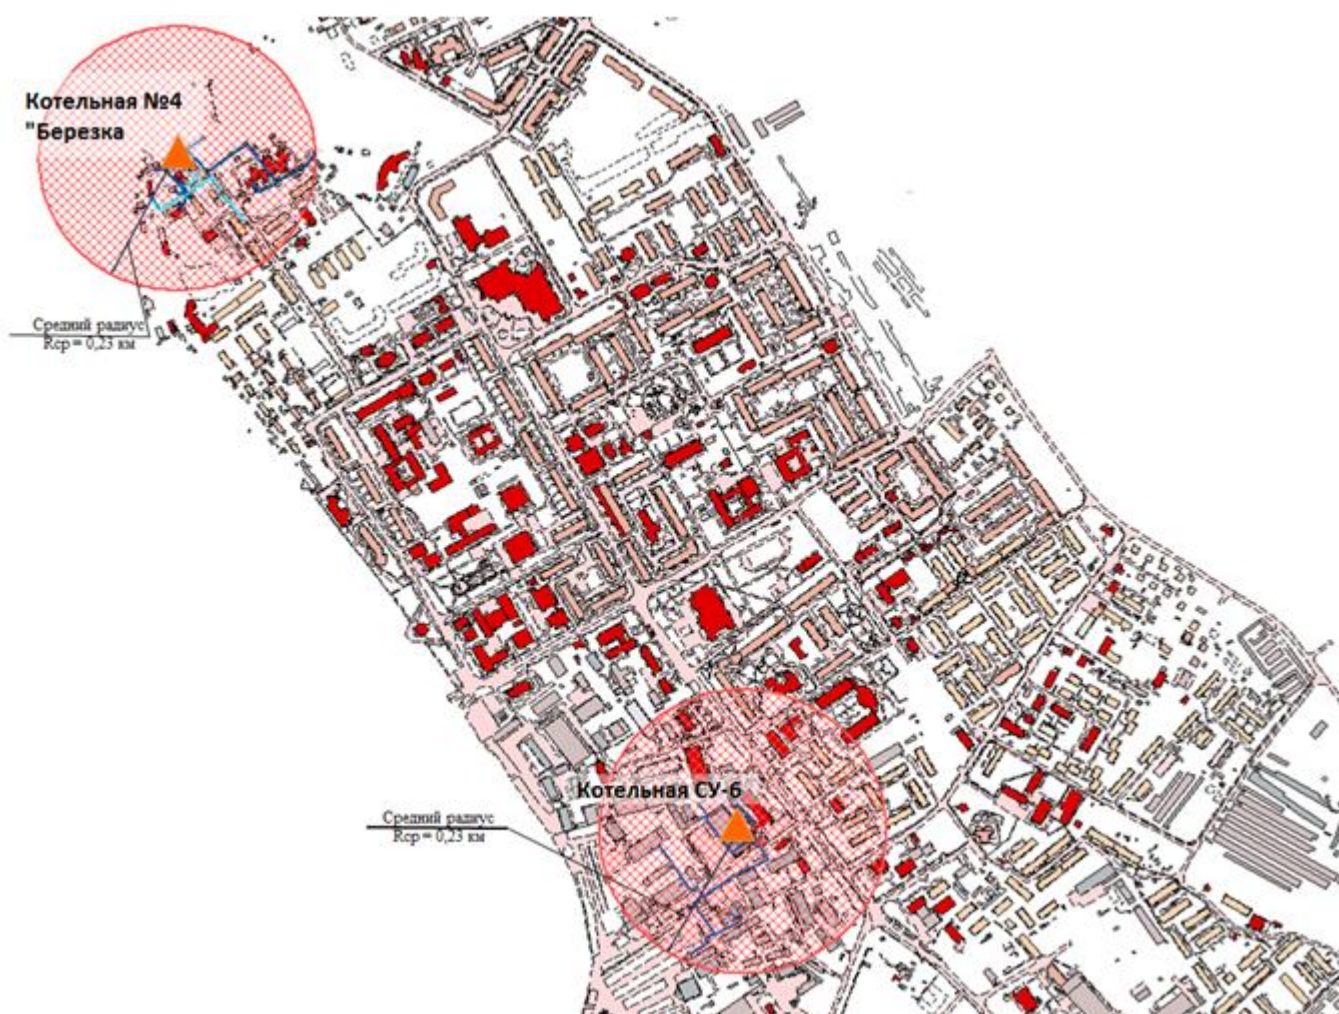 Котельная №4
"Березка
Средний радиус
Rср = 0,23 км
Котельная СУ-6
Средний радиус
Rср = 0,23 км